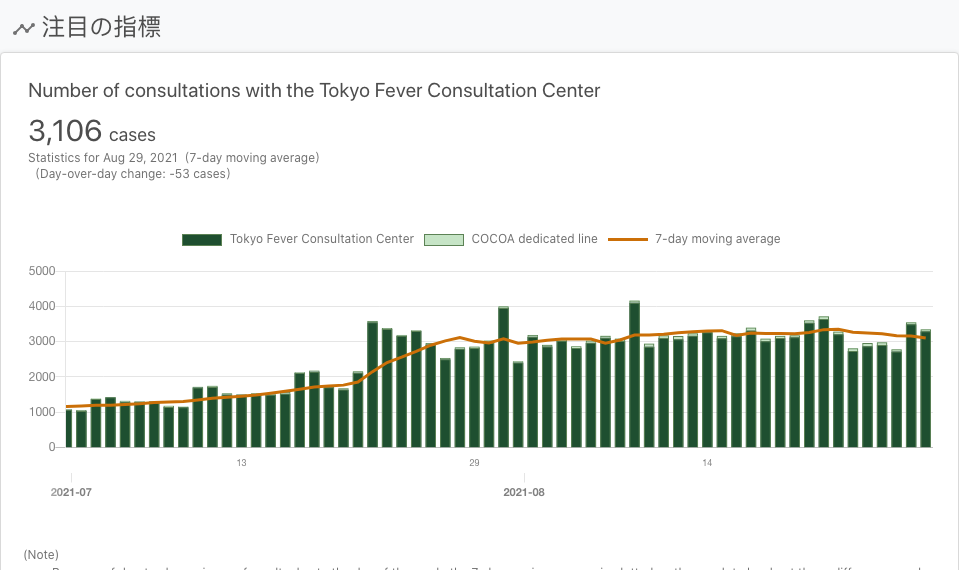 注目の指標
Number of consultations with the Tokyo Fever Consultation Center
3,106 cases
Statistics for Aug 29, 2021 (7-day moving average)
(Day-over-day change: -53 cases)
Tokyo Fever Consultation Center COCOA dedicated line 7-day moving average
5000
4000
3000
2000
1000
0
13 29 14
2021-07 2021-08
(Note)